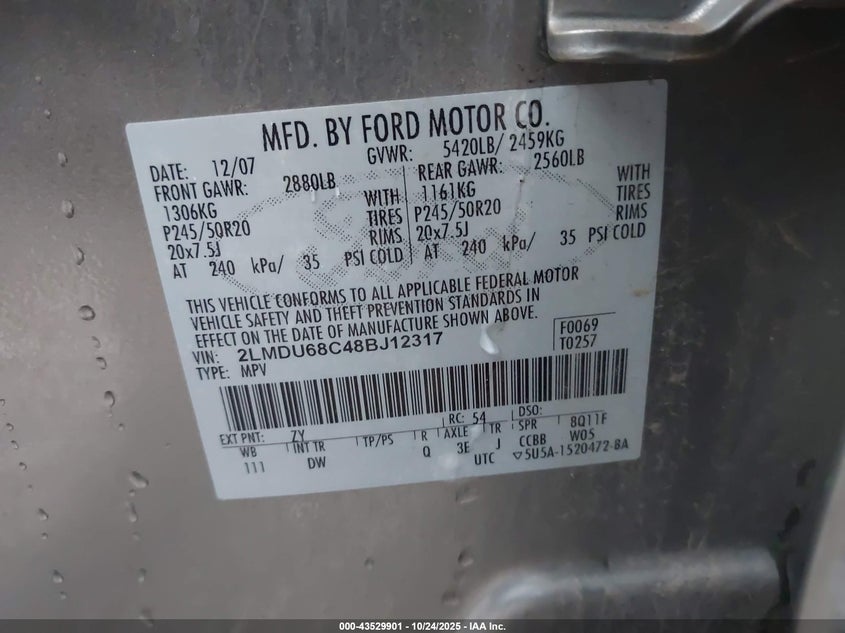 MFD. BY FORD MOTOR CO.
DATE: 12/07 GVWR: 5420LB/ 2459KG
FRONT GAWR: 2880LB REAR GAWR: 2560LB
1306KG WITH 1161KG WITH
P245/50R20 TIRES P245/50R20 TIRES
20x7.5J RIMS 20x7.5J RIMS
AT 240 kPa/ 35 PSI COLD AT 240 kPa/ 35 PSI COLD
THIS VEHICLE CONFORMS TO ALL APPLICABLE FEDERAL MOTOR
VEHICLE SAFETY AND THEFT PREVENTION STANDARDS IN
EFFECT ON THE DATE OF MANUFACTURE SHOWN ABOVE.
F0069
VIN: 2LMDU68C48BJ12317 T0257
TYPE: MPV
EXT PNT: ZY RC: 54 DSO:
WB INT TR TP/PS R AXLE TR SPR 8Q11F
111 DW Q 3E J CCBB W05
UTC ▽5U5A-1520472-BA
000-43529901 - 10/24/2025 - IAA Inc.